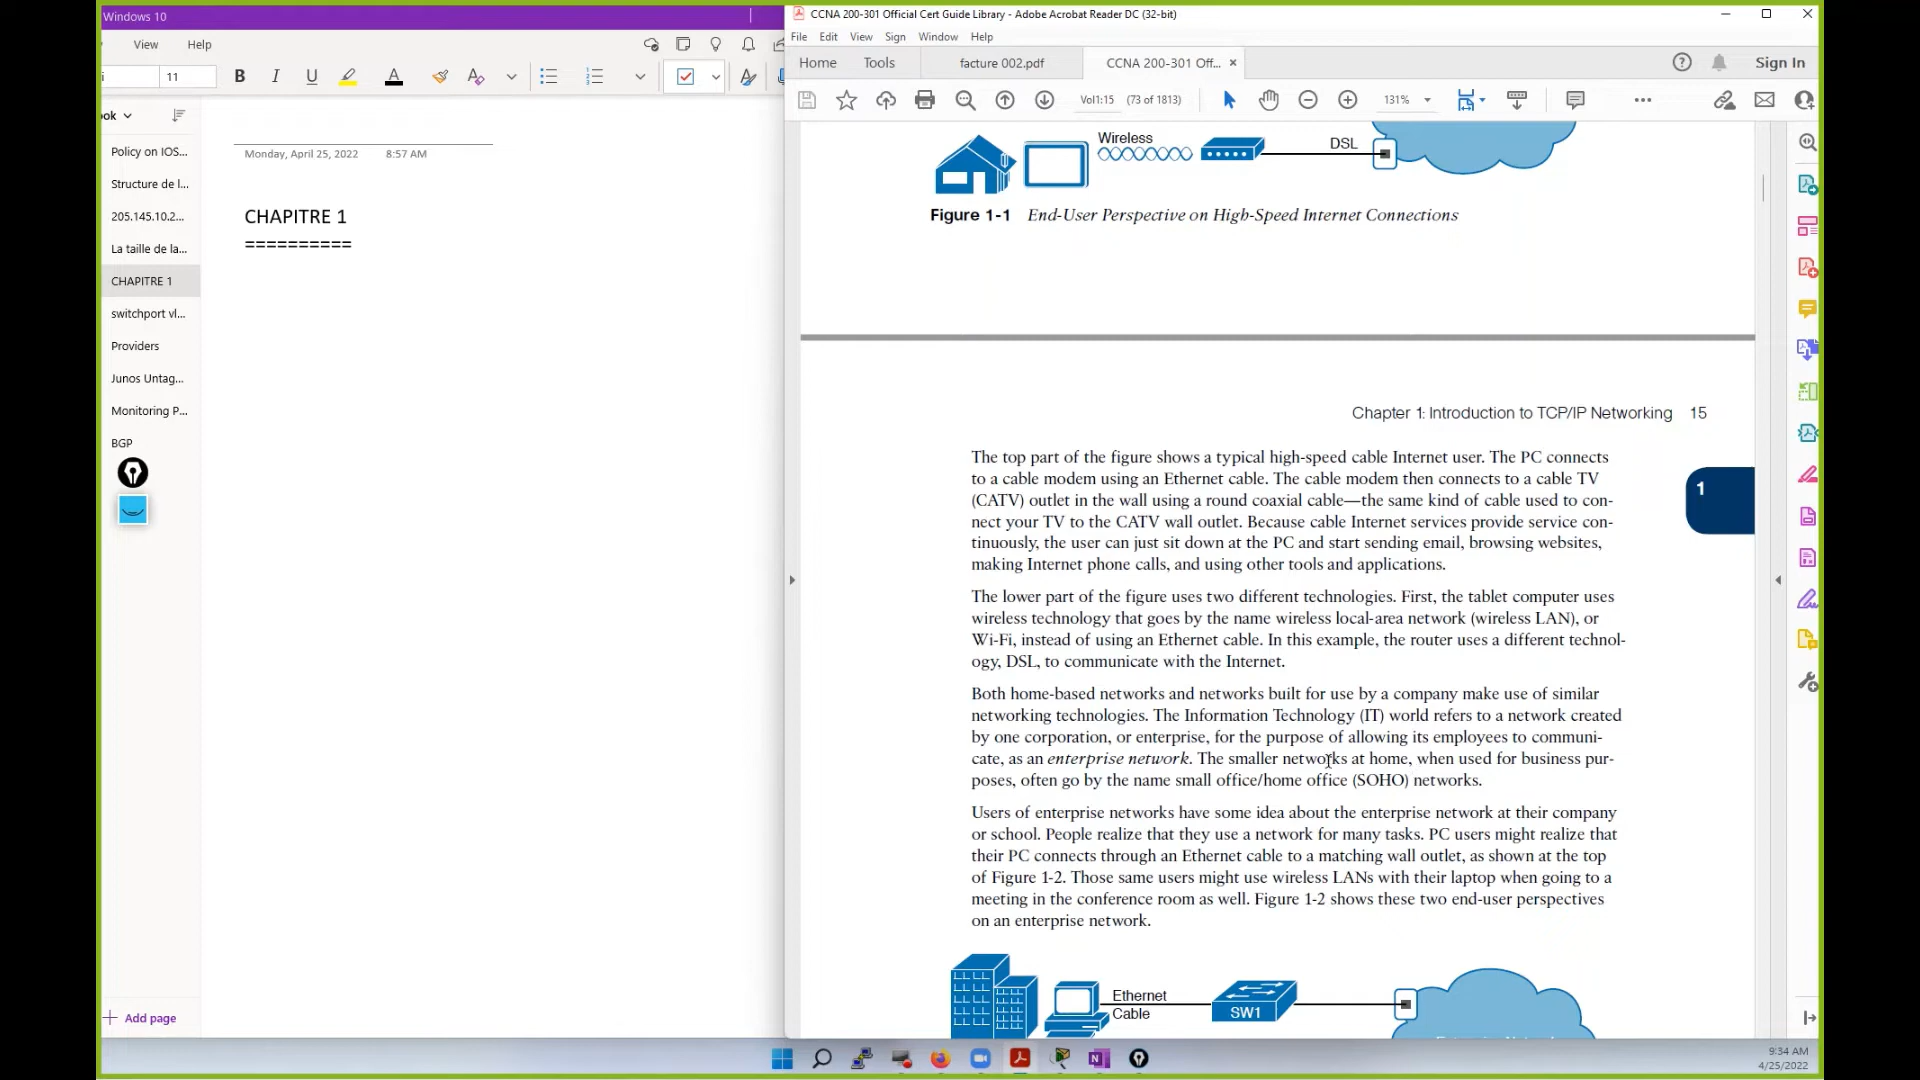 Windows 10
View Help
11 B I U A
ok
Monday, April 25, 2022 8:57 AM
CHAPITRE 1
==========
Policy on IOS...
Structure de l...
205.145.10.2...
La taille de la...
CHAPITRE 1
switchport vl...
Providers
Junos Untag...
Monitoring P...
BGP
Add page
CCNA 200-301 Official Cert Guide Library - Adobe Acrobat Reader DC (32-bit)
File Edit View Sign Window Help
Home Tools facture 002.pdf CCNA 200-301 Off... × Sign In
Vol1:15 (73 of 1813) 131%
Wireless
DSL
Figure 1-1 End-User Perspective on High-Speed Internet Connections
Chapter 1: Introduction to TCP/IP Networking 15
1
The top part of the figure shows a typical high-speed cable Internet user. The PC connects
to a cable modem using an Ethernet cable. The cable modem then connects to a cable TV
(CATV) outlet in the wall using a round coaxial cable—the same kind of cable used to con-
nect your TV to the CATV wall outlet. Because cable Internet services provide service con-
tinuously, the user can just sit down at the PC and start sending email, browsing websites,
making Internet phone calls, and using other tools and applications.
The lower part of the figure uses two different technologies. First, the tablet computer uses
wireless technology that goes by the name wireless local-area network (wireless LAN), or
Wi-Fi, instead of using an Ethernet cable. In this example, the router uses a different technol-
ogy, DSL, to communicate with the Internet.
Both home-based networks and networks built for use by a company make use of similar
networking technologies. The Information Technology (IT) world refers to a network created
by one corporation, or enterprise, for the purpose of allowing its employees to communi-
cate, as an enterprise network. The smaller networks at home, when used for business pur-
poses, often go by the name small office/home office (SOHO) networks.
Users of enterprise networks have some idea about the enterprise network at their company
or school. People realize that they use a network for many tasks. PC users might realize that
their PC connects through an Ethernet cable to a matching wall outlet, as shown at the top
of Figure 1-2. Those same users might use wireless LANs with their laptop when going to a
meeting in the conference room as well. Figure 1-2 shows these two end-user perspectives
on an enterprise network.
Ethernet
Cable
SW1
9:34 AM
4/25/2022